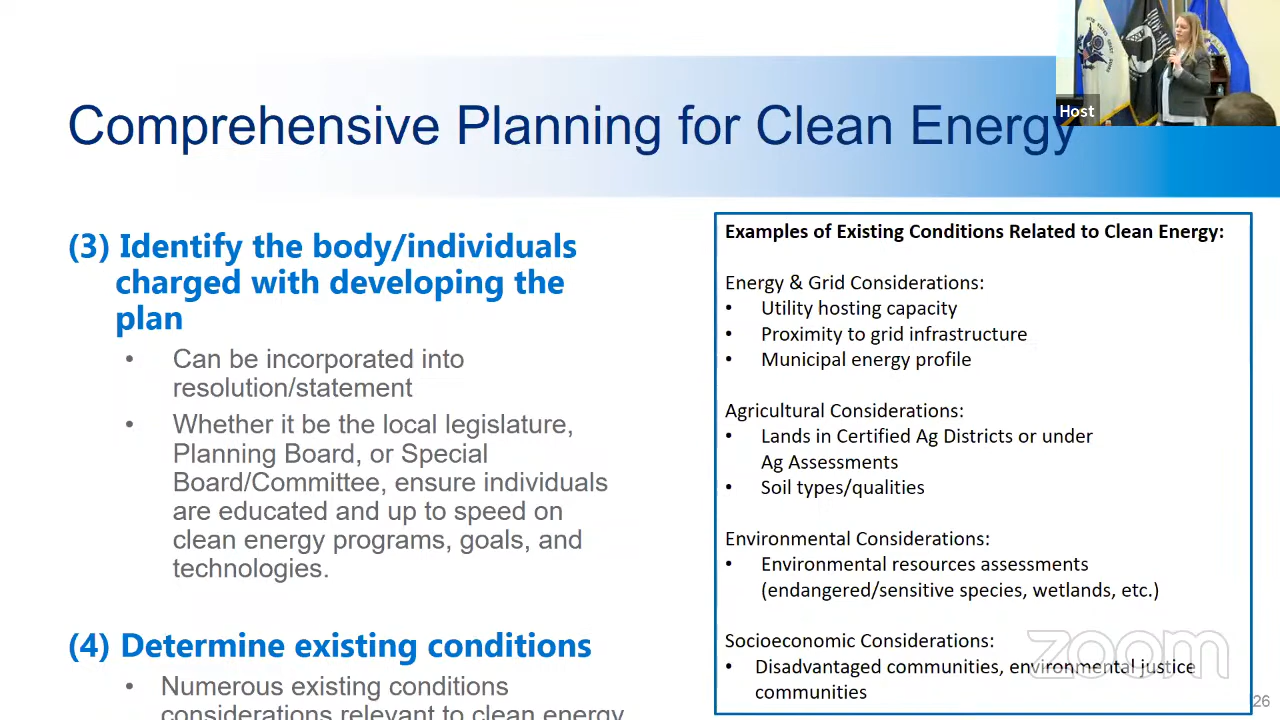 Comprehensive Planning for Clean Energy
Host
(3) Identify the body/individuals
charged with developing the
plan
• Can be incorporated into
resolution/statement
• Whether it be the local legislature,
Planning Board, or Special
Board/Committee, ensure individuals
are educated and up to speed on
clean energy programs, goals, and
technologies.
(4) Determine existing conditions
• Numerous existing conditions
considerations relevant to clean energy
Examples of Existing Conditions Related to Clean Energy:
Energy & Grid Considerations:
• Utility hosting capacity
• Proximity to grid infrastructure
• Municipal energy profile
Agricultural Considerations:
• Lands in Certified Ag Districts or under
Ag Assessments
• Soil types/qualities
Environmental Considerations:
• Environmental resources assessments
(endangered/sensitive species, wetlands, etc.)
Socioeconomic Considerations:
• Disadvantaged communities, environmental justice
communities
zoom
26